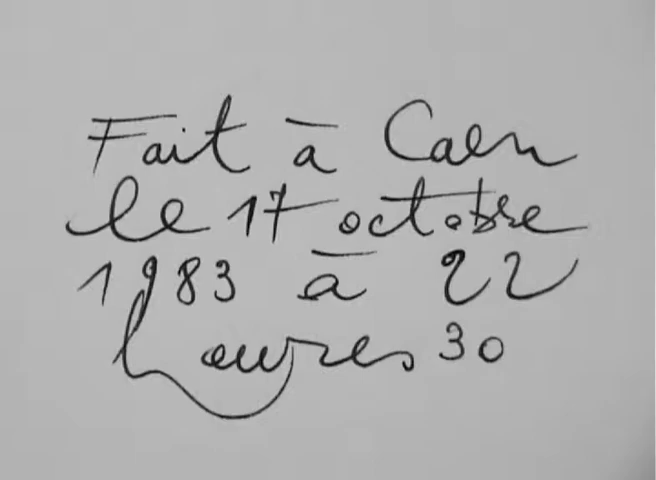 Fait à Caen
le 17 octobre
1983 à 22
heures 30